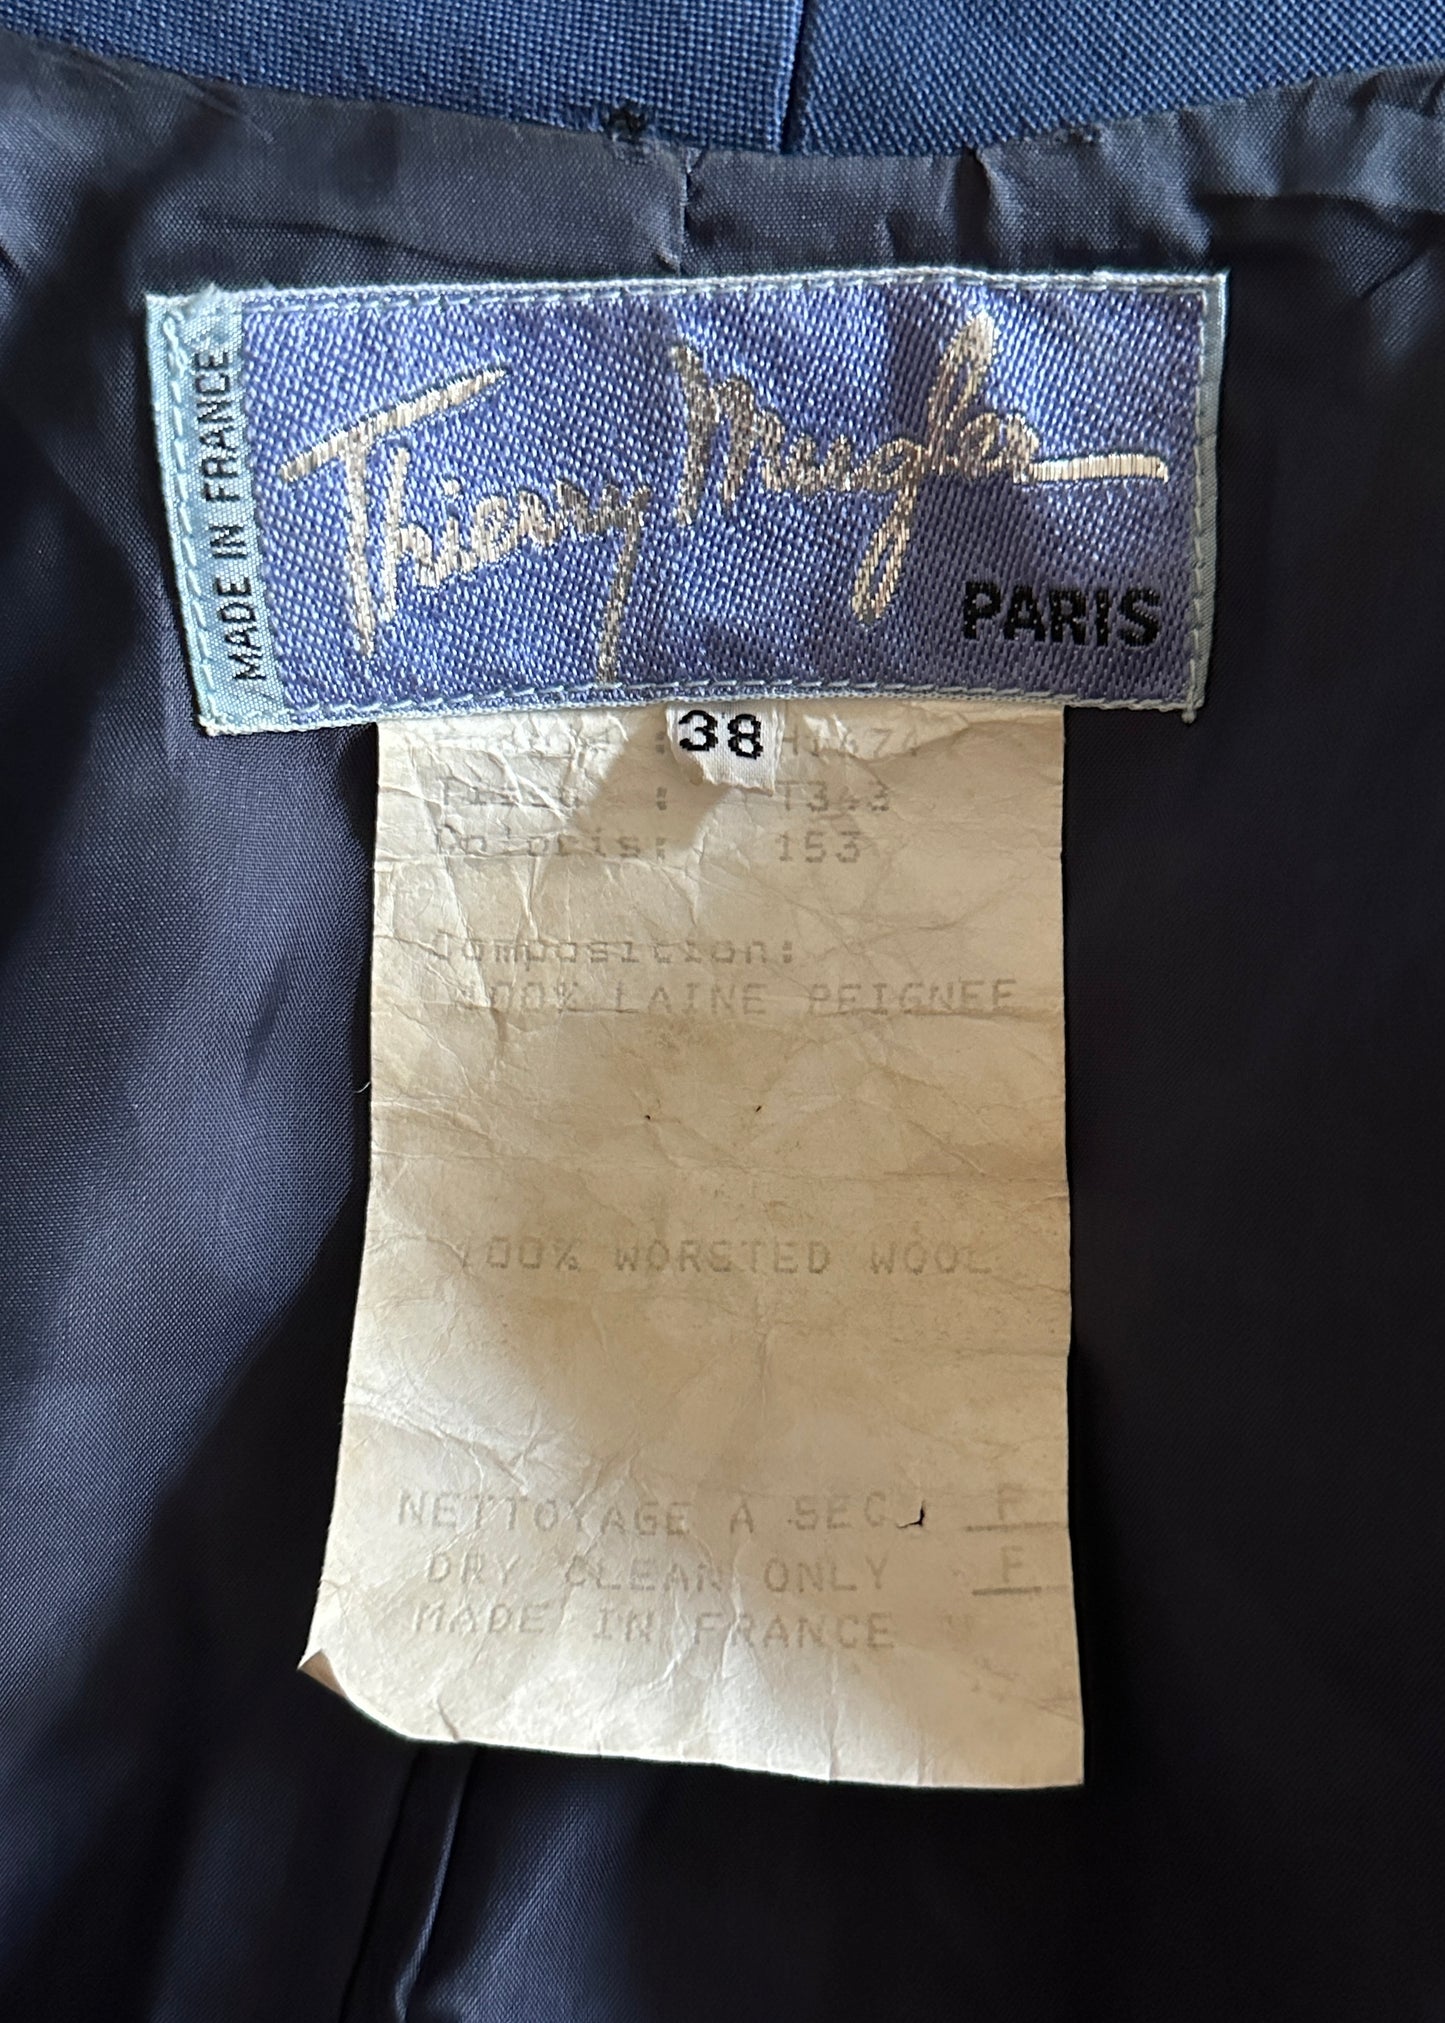 MADE IN FRANCE
Thierry Mugler
PARIS
38
Coloris: 153
Composition:
100% LAINE PEIGNEE
100% WORSTED WOOL
NETTOYAGE A SEC P
DRY CLEAN ONLY F
MADE IN FRANCE